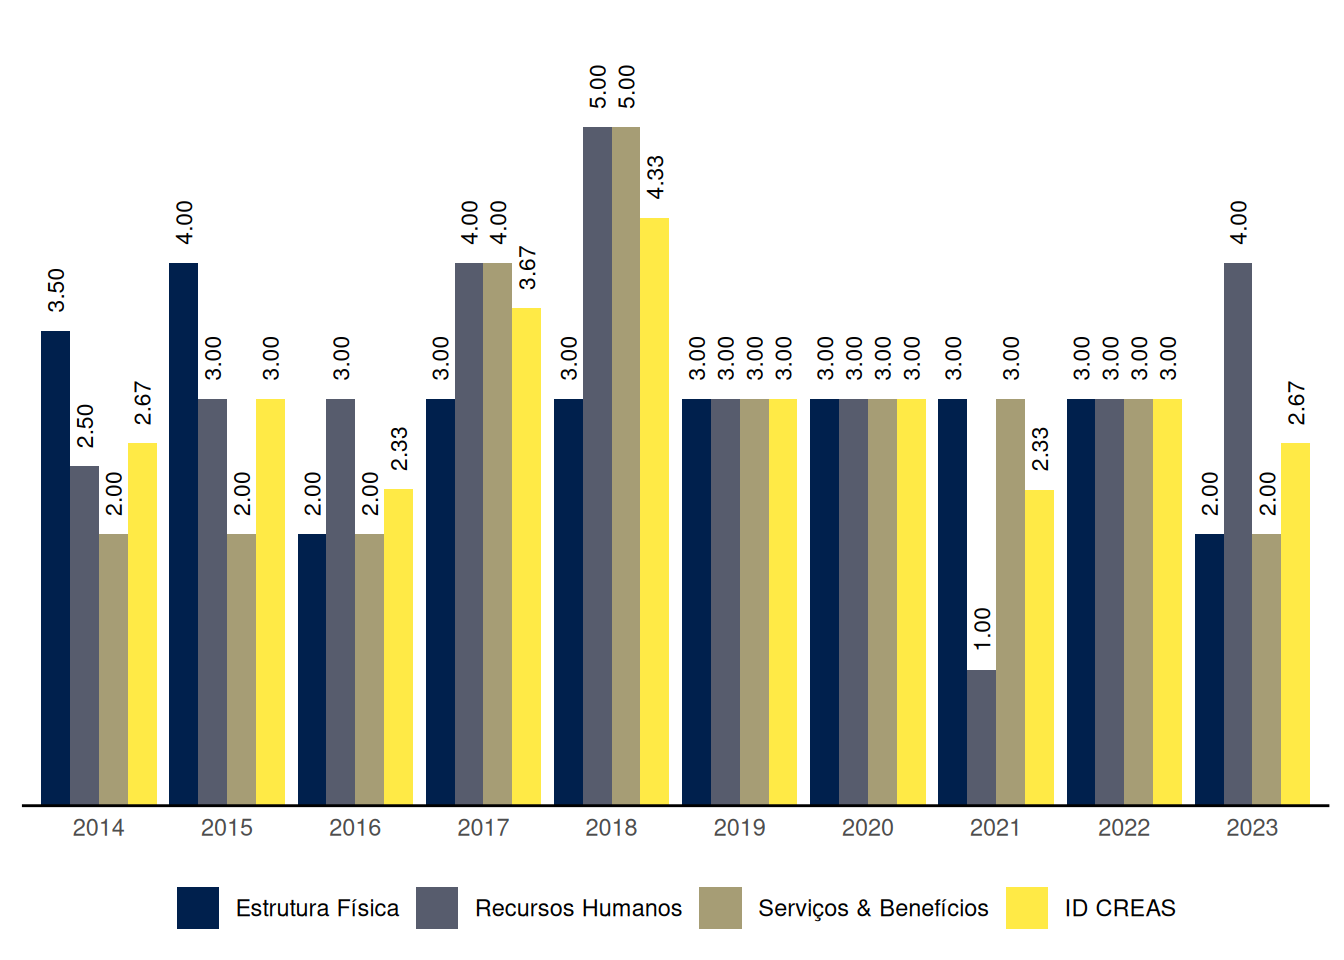 5.00 5.00
4.33
4.00 4.00 4.00 4.00
3.50 3.67
3.00 3.00 3.00 3.00 3.00 3.00 3.00 3.00 3.00 3.00 3.00 3.00 3.00 3.00 3.00 3.00 3.00 3.00 3.00
2.67 2.67
2.50 2.33 2.33
2.00 2.00 2.00 2.00 2.00 2.00
1.00
2014 2015 2016 2017 2018 2019 2020 2021 2022 2023
Estrutura Física Recursos Humanos Serviços & Benefícios ID CREAS